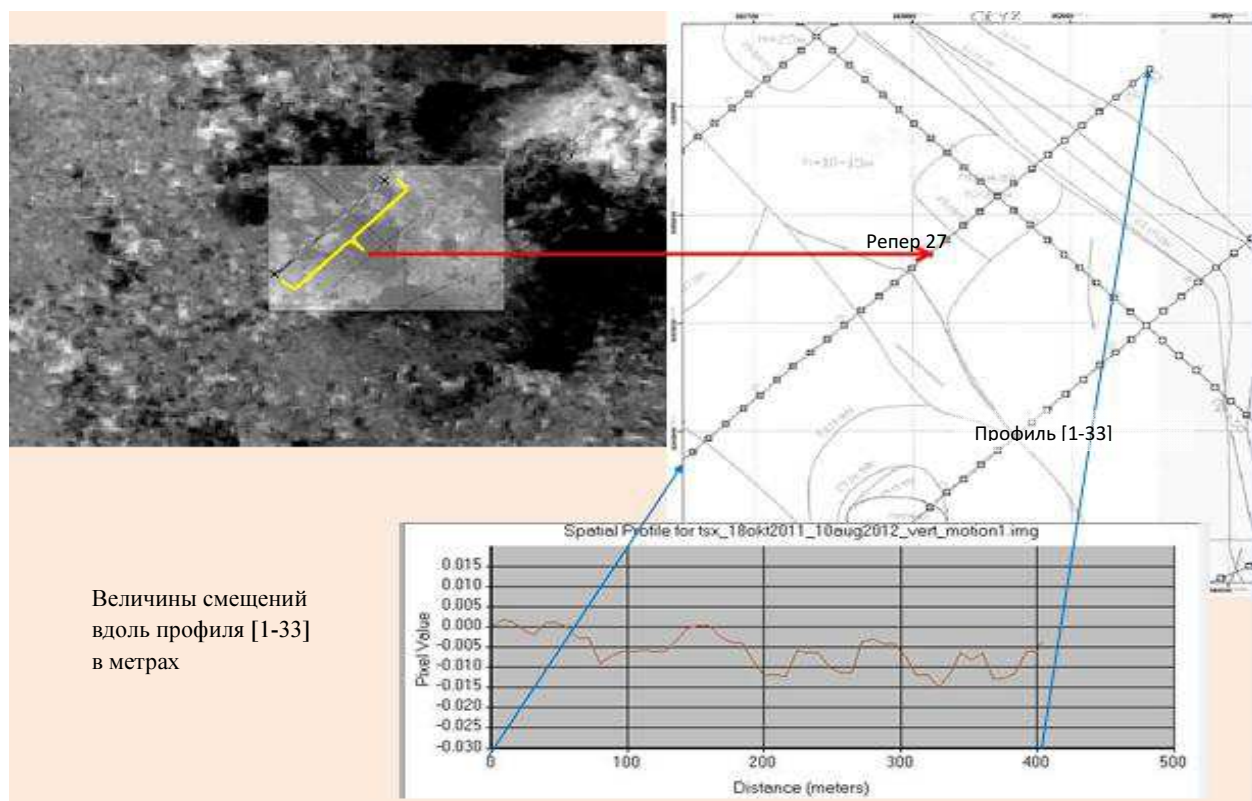 Репер 27
Профиль [1-33]
Величины смещений
вдоль профиля [1-33]
в метрах
Spatial Profile for tsx_18okt2011_10aug2012_vert_motion1.img
Pixel Value
0.015
0.010
0.005
0.000
-0.005
-0.010
-0.015
-0.020
-0.025
-0.030
0 100 200 300 400 500
Distance (meters)